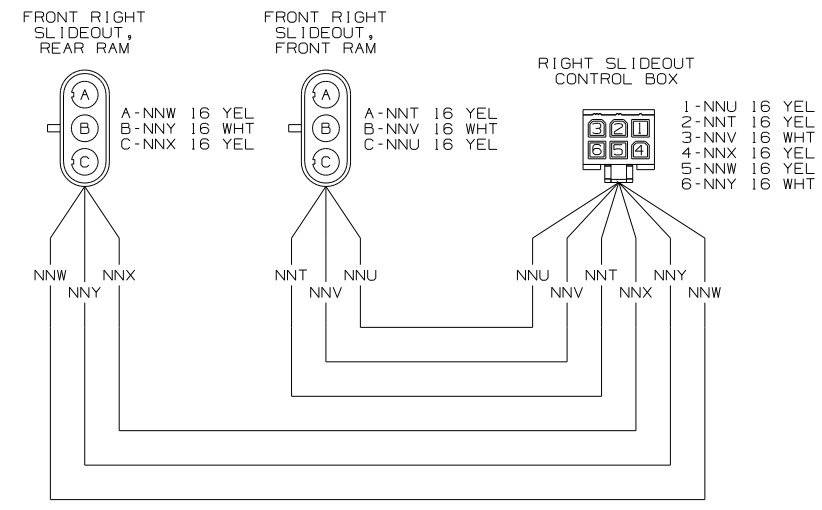 FRONT RIGHT
SLIDEOUT,
REAR RAM
FRONT RIGHT
SLIDEOUT,
FRONT RAM
RIGHT SLIDEOUT
CONTROL BOX
A
B
C
A-NNW 16 YEL
B-NNY 16 WHT
C-NNX 16 YEL
A
B
C
A-NNT 16 YEL
B-NNV 16 WHT
C-NNU 16 YEL
3 2 1
6 5 4
1-NNU 16 YEL
2-NNT 16 YEL
3-NNV 16 WHT
4-NNX 16 YEL
5-NNW 16 YEL
6-NNY 16 WHT
NNW NNX
NNY
NNT NNU
NNV
NNU NNT NNY
NNV NNX NNW